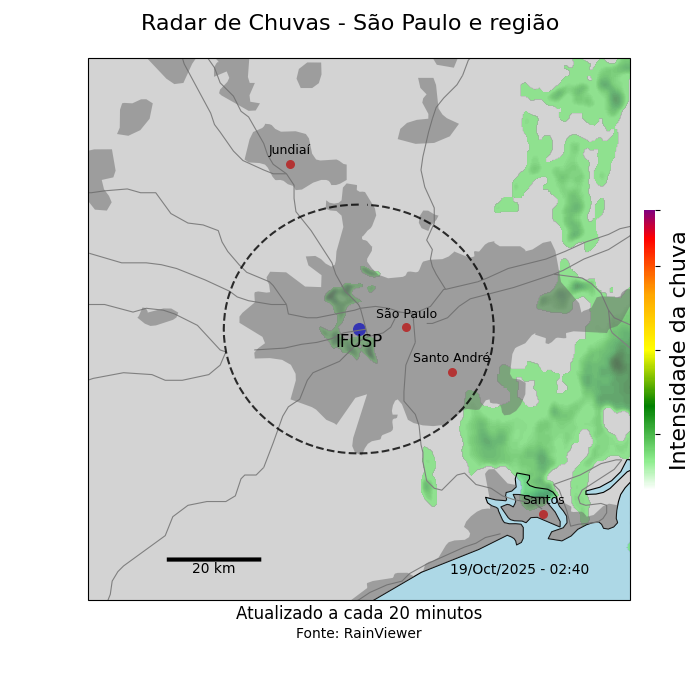 Radar de Chuvas - São Paulo e região
Jundiaí
São Paulo
IFUSP
Santo André
Santos
20 km
19/Oct/2025 - 02:40
Intensidade da chuva
Atualizado a cada 20 minutos
Fonte: RainViewer